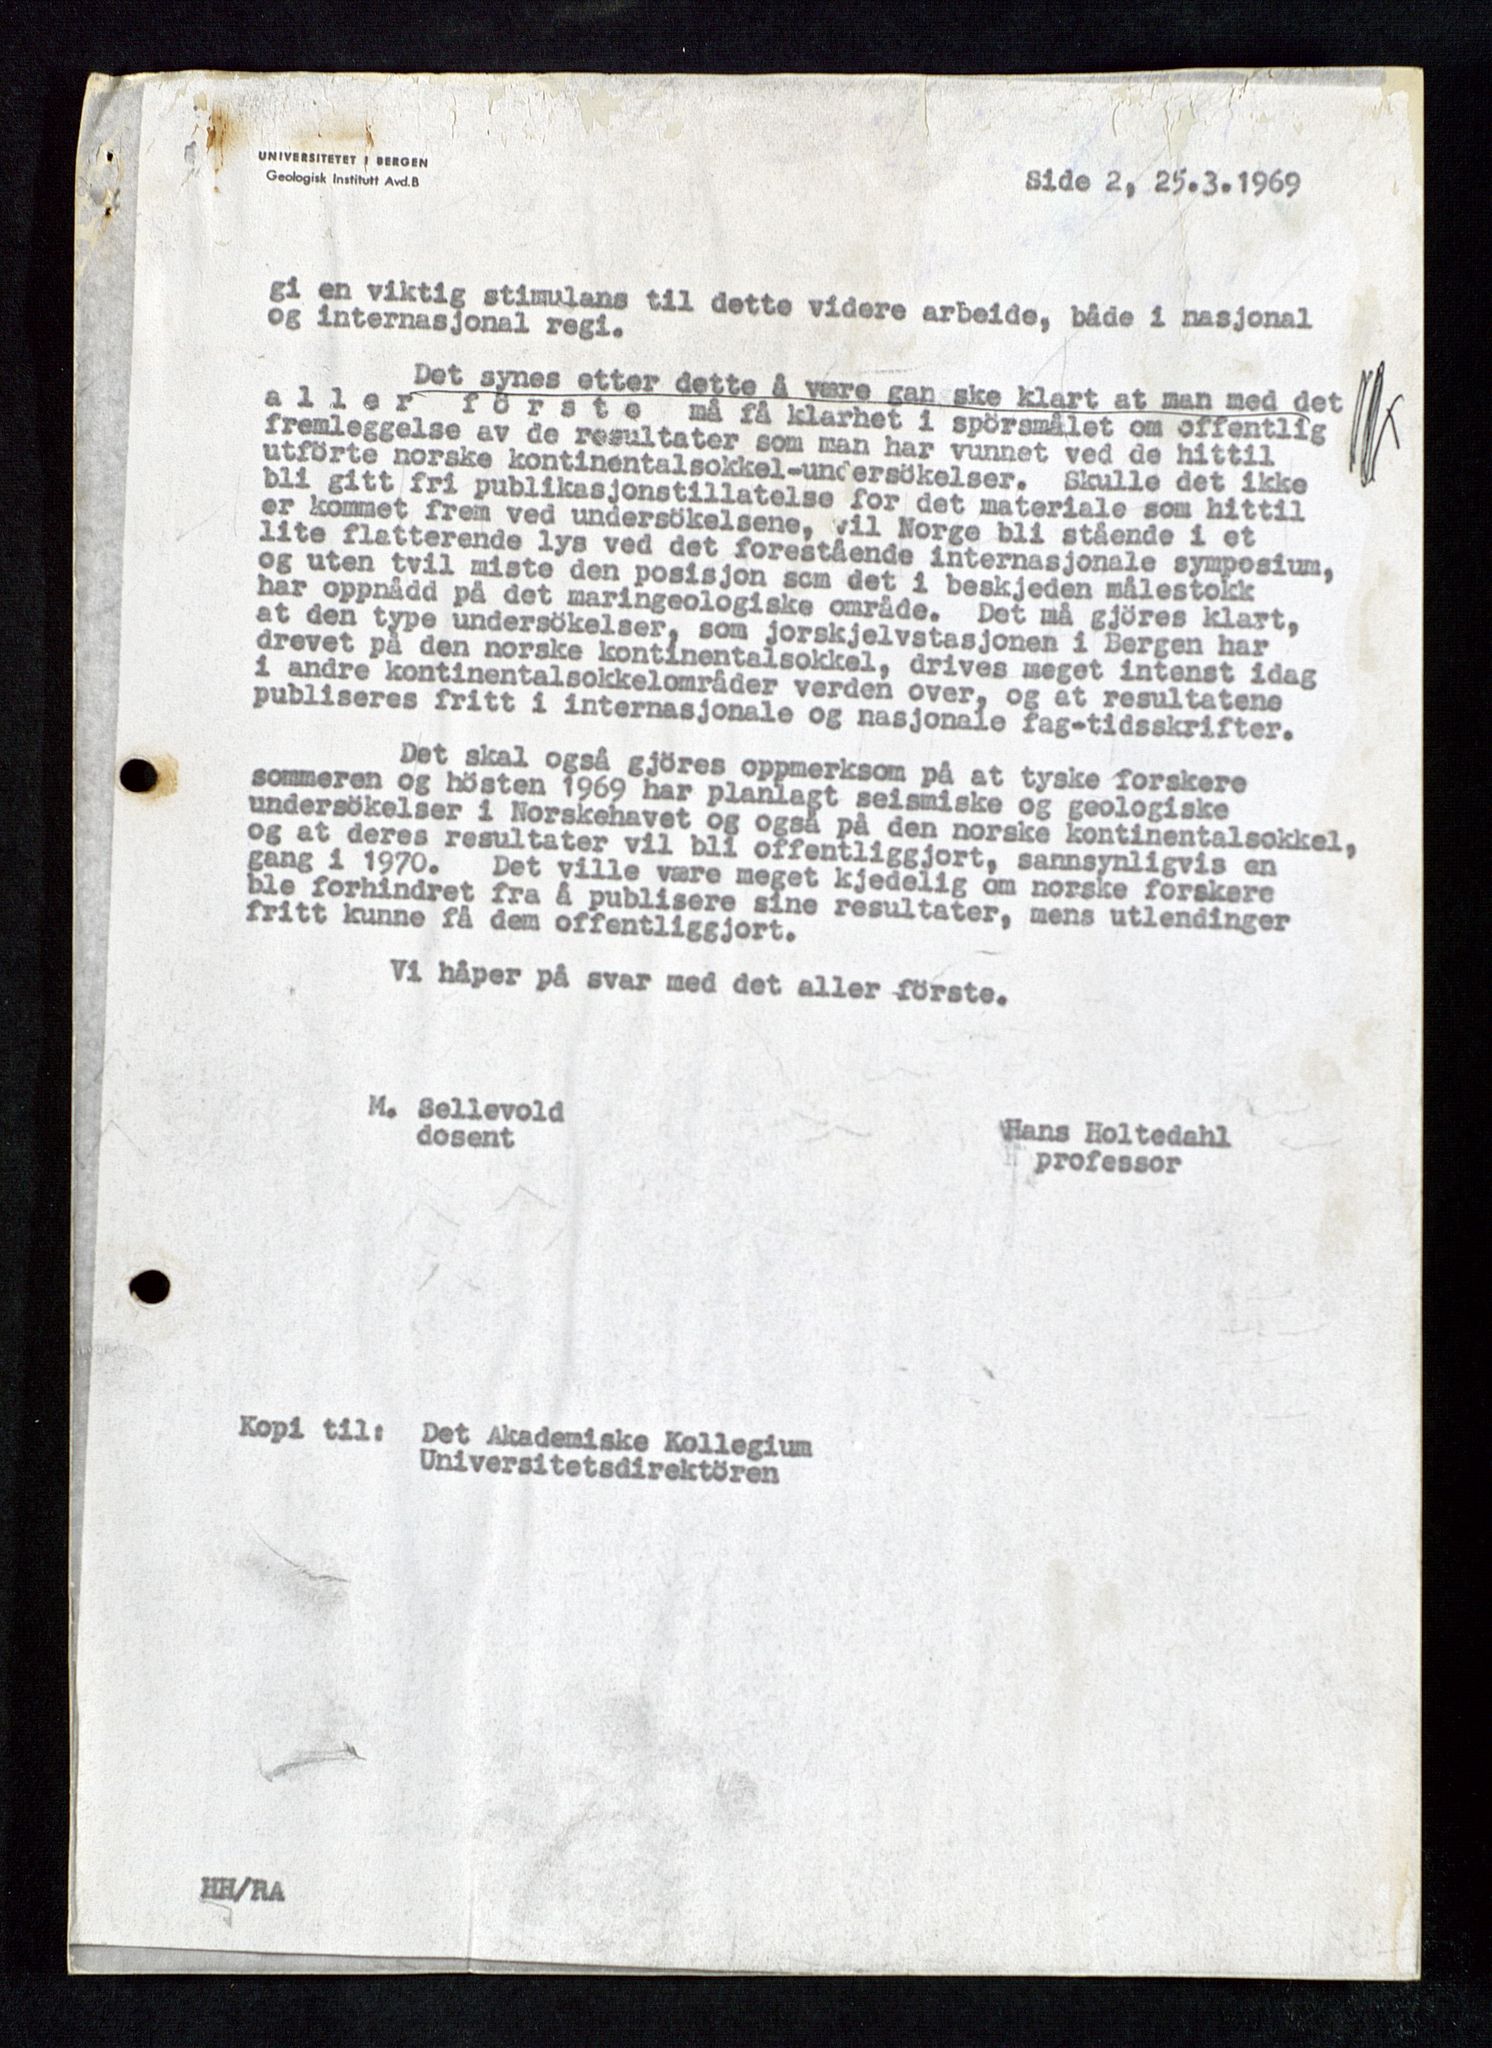 UNIVERSITETET I BERGEN
Geologisk Institutt Avd.B
Side 2, 25.3.1969
gi en viktig stimulans til dette videre arbeide, både i nasjonal
og internasjonal regi.
Det synes etter dette å være gan ske klart at man med det
a l l e r  f ö r s t e  må få klarhet i spörsmålet om offentlig
fremleggelse av de resultater som man har vunnet ved de hittil
utförte norske kontinentalsokkel-undersökelser. Skulle det ikke
bli gitt fri publikasjonstillatelse for det materiale som hittil
er kommet frem ved undersökelsene, vil Norge bli stående i et
lite flatterende lys ved det forestående internasjonale symposium,
og uten tvil miste den posisjon som det i beskjeden målestokk
har oppnådd på det maringeologiske område. Det må gjöres klart,
at den type undersökelser, som jorskjelvstasjonen i Bergen har
drevet på den norske kontinentalsokkel, drives meget intenst idag
i andre kontinentalsokkelområder verden over, og at resultatene
publiseres fritt i internasjonale og nasjonale fag-tidsskrifter.
Det skal også gjöres oppmerksom på at tyske forskere
sommeren og hösten 1969 har planlagt seismiske og geologiske
undersökelser i Norskehavet og også på den norske kontinentalsokkel,
og at deres resultater vil bli offentliggjort, sannsynligvis en
gang i 1970. Det ville være meget kjedelig om norske forskere
ble forhindret fra å publisere sine resultater, mens utlendinger
fritt kunne få dem offentliggjort.
Vi håper på svar med det aller förste.
M. Sellevold
dosent
Hans Holtedahl
professor
Kopi til: Det Akademiske Kollegium
Universitetsdirektören
HH/RA